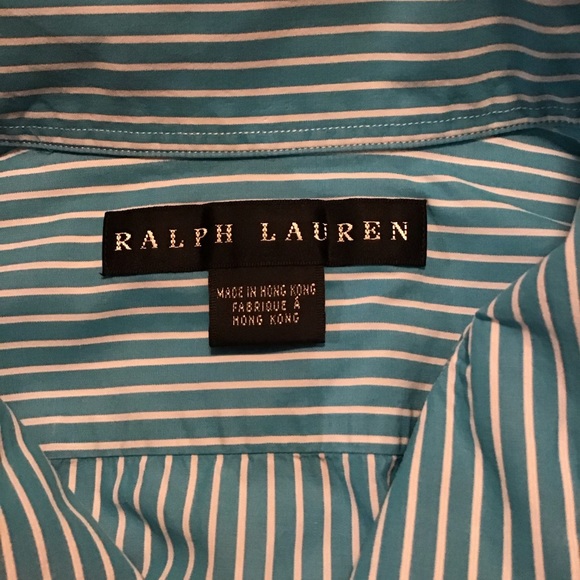 RALPH LAUREN
MADE IN HONG KONG
FABRIQUE À
HONG KONG